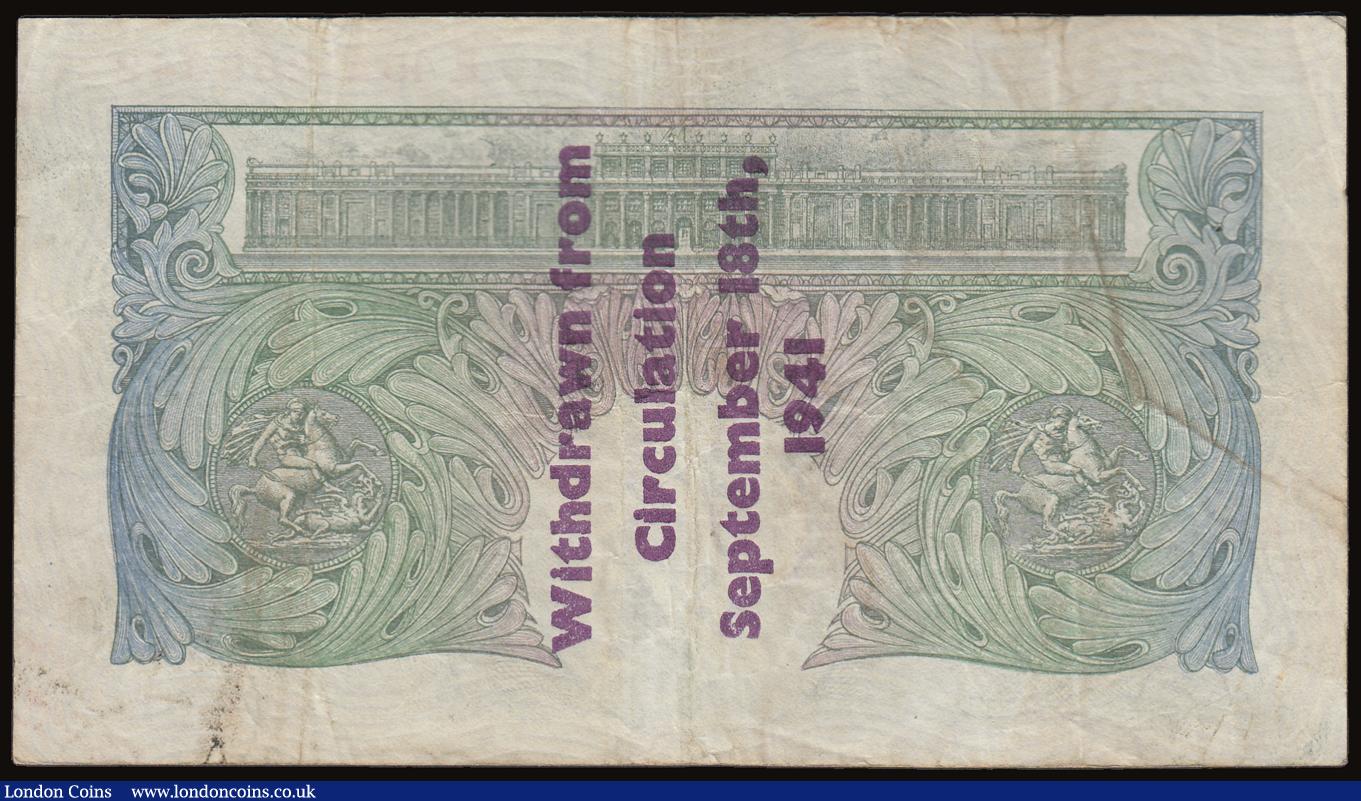 Withdrawn from
Circulation
September 18th,
1941
London Coins www.londoncoins.co.uk